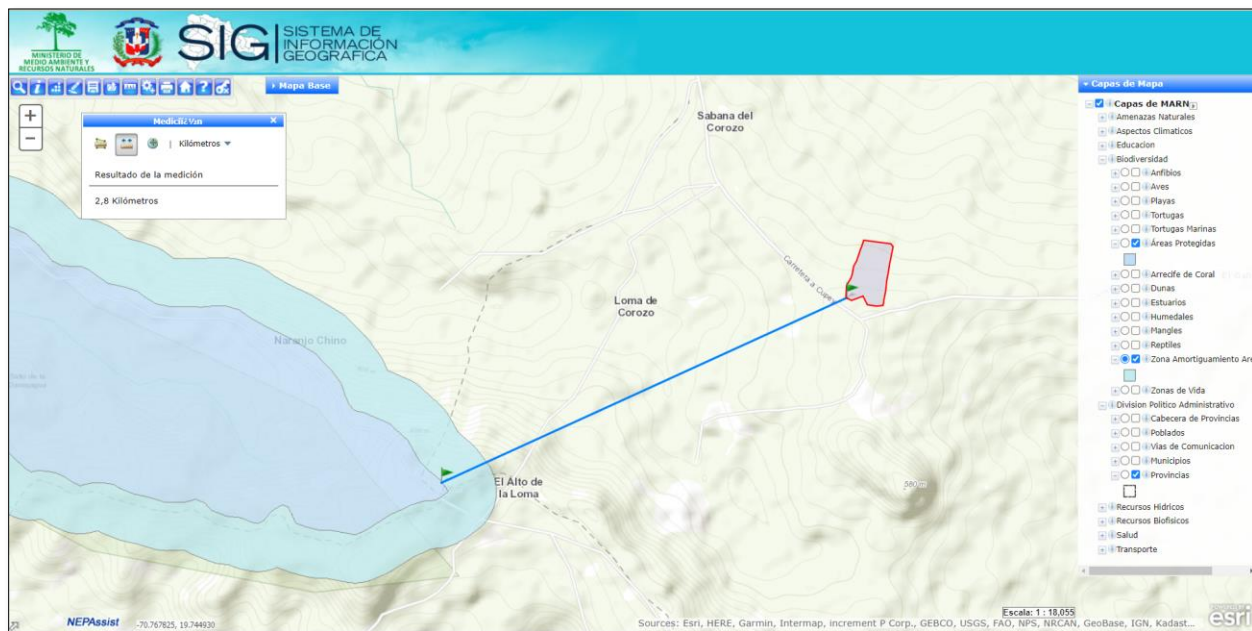 MINISTERIO DE
MEDIO AMBIENTE Y
RECURSOS NATURALES
SIG
SISTEMA DE
INFORMACIÓN
GEOGRAFICA
Mapa Base
Kilómetros
Resultado de la medición
2,8 Kilómetros
Sabana del
Corozo
Carretera a Cupey
Loma de
Corozo
Naranjo Chino
El Alto de
la Loma
580 m
Capas de Mapa
Capas de MARN
Amenazas Naturales
Aspectos Climaticos
Educacion
Biodiversidad
Anfibios
Aves
Playas
Tortugas
Tortugas Marinas
Áreas Protegidas
Arrecife de Coral
Dunas
Estuarios
Humedales
Mangles
Reptiles
Zona Amortiguamiento Are
Zonas de Vida
Division Politico Administrativo
Cabecera de Provincias
Poblados
Vias de Comunicacion
Municipios
Provincias
Recursos Hidricos
Recursos Biofisicos
Salud
Transporte
NEPAssist
-70.767825, 19.744930
Escala: 1 : 18,055
Sources: Esri, HERE, Garmin, Intermap, increment P Corp., GEBCO, USGS, FAO, NPS, NRCAN, GeoBase, IGN, Kadast...
esri